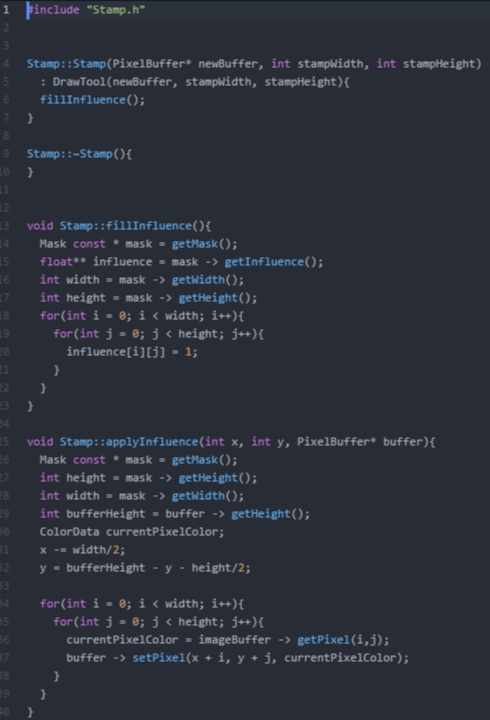 1 #include "Stamp.h"
2
3
4 Stamp::Stamp(PixelBuffer* newBuffer, int stampWidth, int stampHeight)
5   : DrawTool(newBuffer, stampWidth, stampHeight){
6   fillInfluence();
7 }
8
9 Stamp::~Stamp(){
10 }
11
12
13 void Stamp::fillInfluence(){
14   Mask const * mask = getMask();
15   float** influence = mask -> getInfluence();
16   int width = mask -> getWidth();
17   int height = mask -> getHeight();
18   for(int i = 0; i < width; i++){
19     for(int j = 0; j < height; j++){
20       influence[i][j] = 1;
21     }
22   }
23 }
24
25 void Stamp::applyInfluence(int x, int y, PixelBuffer* buffer){
26   Mask const * mask = getMask();
27   int height = mask -> getHeight();
28   int width = mask -> getWidth();
29   int bufferHeight = buffer -> getHeight();
30   ColorData currentPixelColor;
31   x -= width/2;
32   y = bufferHeight - y - height/2;
33
34   for(int i = 0; i < width; i++){
35     for(int j = 0; j < height; j++){
36       currentPixelColor = imageBuffer -> getPixel(i,j);
37       buffer -> setPixel(x + i, y + j, currentPixelColor);
38     }
39   }
40 }